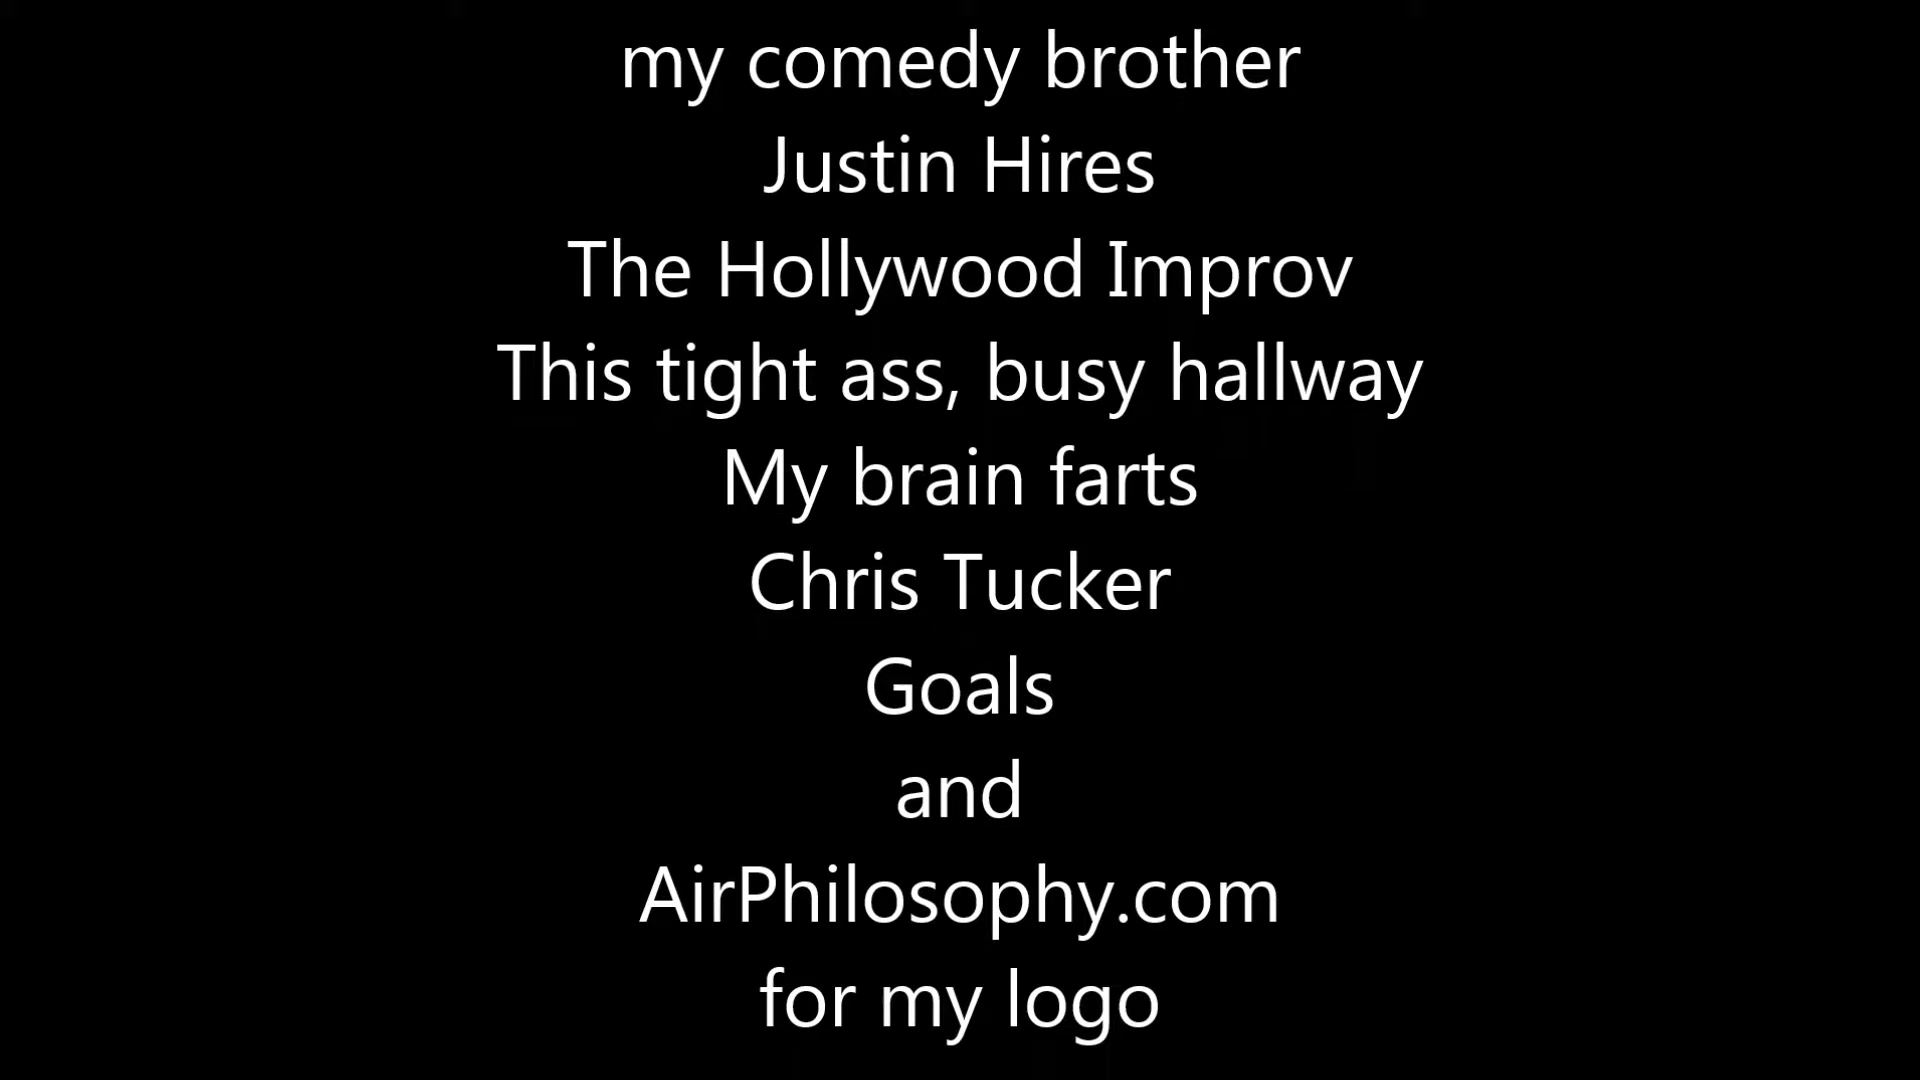 my comedy brother
Justin Hires
The Hollywood Improv
This tight ass, busy hallway
My brain farts
Chris Tucker
Goals
and
AirPhilosophy.com
for my logo